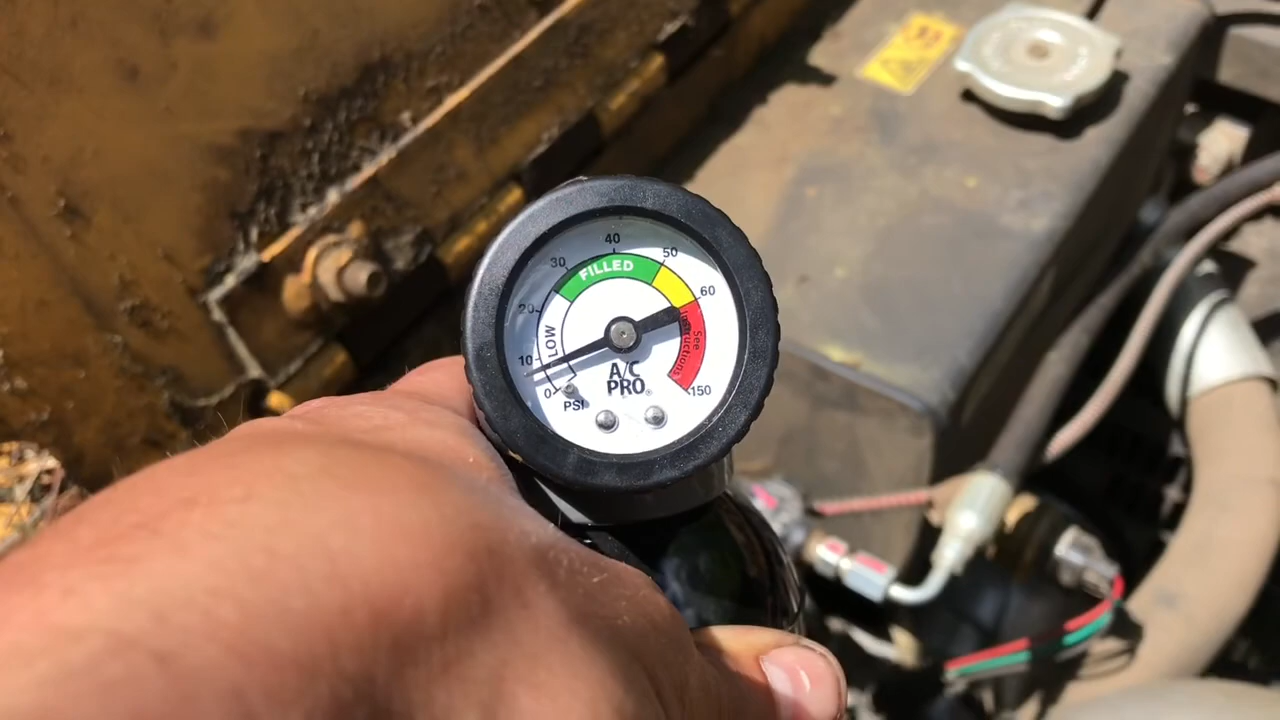 40
30
50
FILLED
20
60
LOW
See
Instructions
10
A/C
0
PRO®
150
PSI